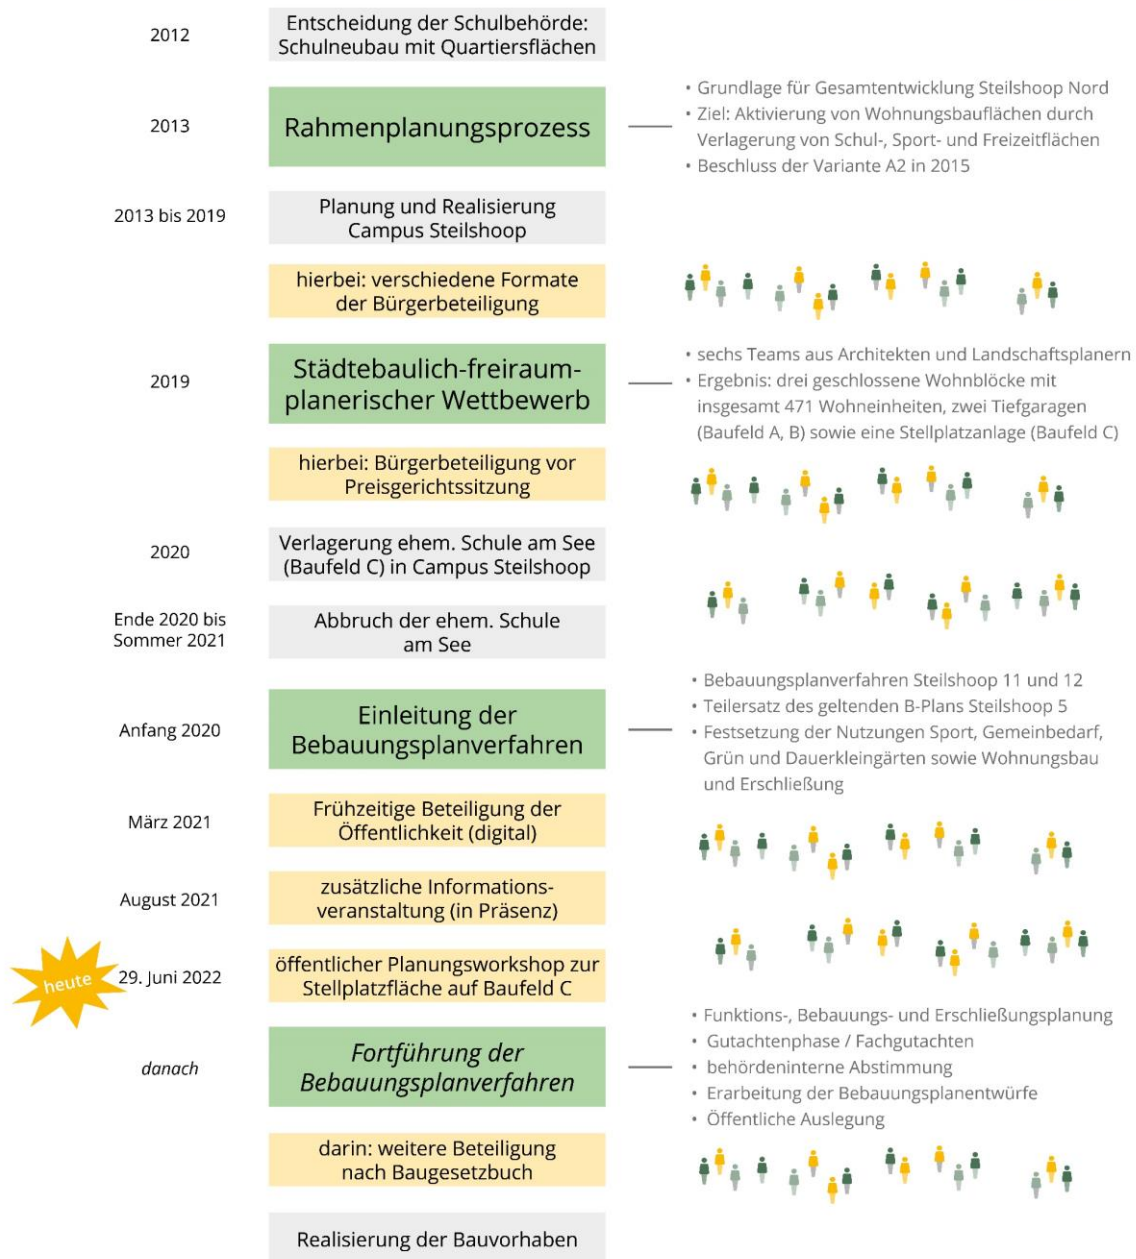 2012
Entscheidung der Schulbehörde:
Schulneubau mit Quartiersflächen
2013
Rahmenplanungsprozess
• Grundlage für Gesamtentwicklung Steilshoop Nord
• Ziel: Aktivierung von Wohnungsbauflächen durch
Verlagerung von Schul-, Sport- und Freizeitflächen
• Beschluss der Variante A2 in 2015
2013 bis 2019
Planung und Realisierung
Campus Steilshoop
hierbei: verschiedene Formate
der Bürgerbeteiligung
2019
Städtebaulich-freiraum-
planerischer Wettbewerb
• sechs Teams aus Architekten und Landschaftsplanern
• Ergebnis: drei geschlossene Wohnblöcke mit
insgesamt 471 Wohneinheiten, zwei Tiefgaragen
(Baufeld A, B) sowie eine Stellplatzanlage (Baufeld C)
hierbei: Bürgerbeteiligung vor
Preisgerichtssitzung
2020
Verlagerung ehem. Schule am See
(Baufeld C) in Campus Steilshoop
Ende 2020 bis
Sommer 2021
Abbruch der ehem. Schule
am See
Anfang 2020
Einleitung der
Bebauungsplanverfahren
• Bebauungsplanverfahren Steilshoop 11 und 12
• Teilersatz des geltenden B-Plans Steilshoop 5
• Festsetzung der Nutzungen Sport, Gemeinbedarf,
Grün und Dauerkleingärten sowie Wohnungsbau
und Erschließung
März 2021
Frühzeitige Beteiligung der
Öffentlichkeit (digital)
August 2021
zusätzliche Informations-
veranstaltung (in Präsenz)
heute
29. Juni 2022
öffentlicher Planungsworkshop zur
Stellplatzfläche auf Baufeld C
danach
Fortführung der
Bebauungsplanverfahren
• Funktions-, Bebauungs- und Erschließungsplanung
• Gutachtenphase / Fachgutachten
• behördeninterne Abstimmung
• Erarbeitung der Bebauungsplanentwürfe
• Öffentliche Auslegung
darin: weitere Beteiligung
nach Baugesetzbuch
Realisierung der Bauvorhaben